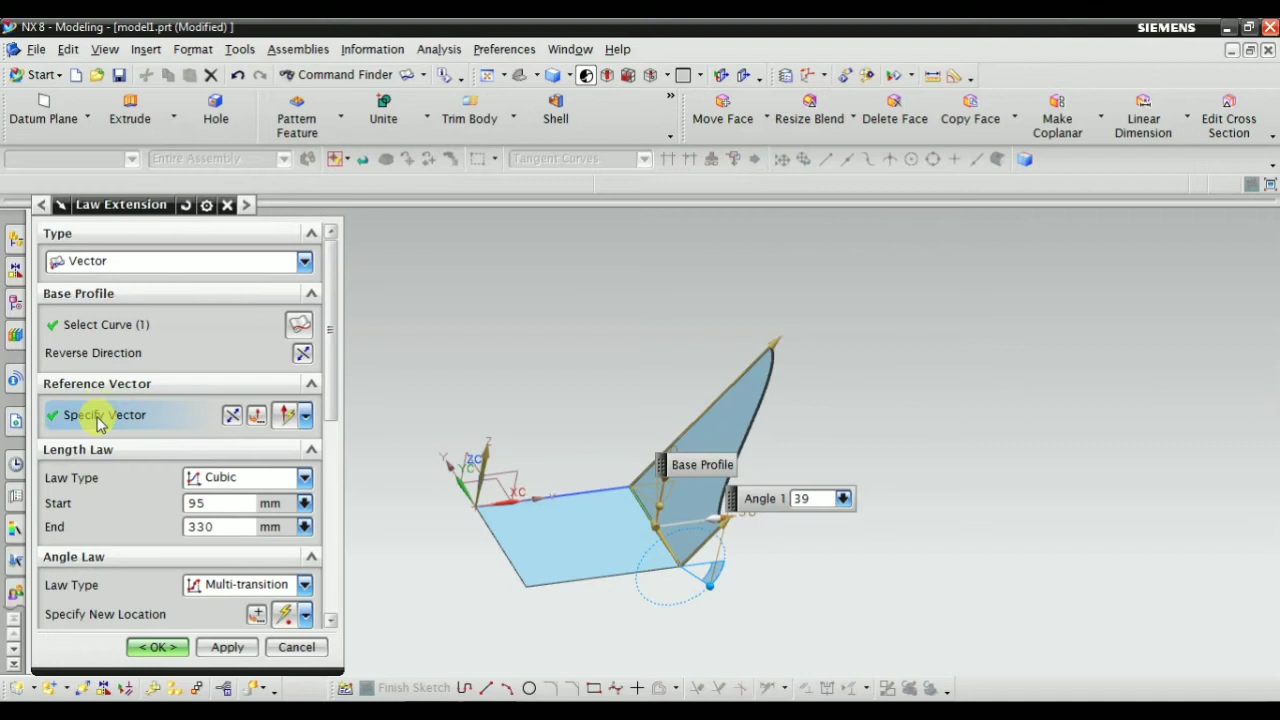 NX 8 - Modeling - [model1.prt (Modified) ]
SIEMENS
File Edit View Insert Format Tools Assemblies Information Analysis Preferences Window Help
Start Command Finder
Datum Plane Extrude Hole Pattern Feature Unite Trim Body Shell » Move Face Resize Blend Delete Face Copy Face Make Coplanar Linear Dimension Edit Cross Section
Entire Assembly Tangent Curves
Law Extension
Type
Vector
Base Profile
Select Curve (1)
Reverse Direction
Reference Vector
Specify Vector
Length Law
Law Type Cubic
Start 95 mm
End 330 mm
Angle Law
Law Type Multi-transition
Specify New Location
< OK > Apply Cancel
Z
Y
ZC
YC
XC
Base Profile
Angle 1 39
Finish Sketch